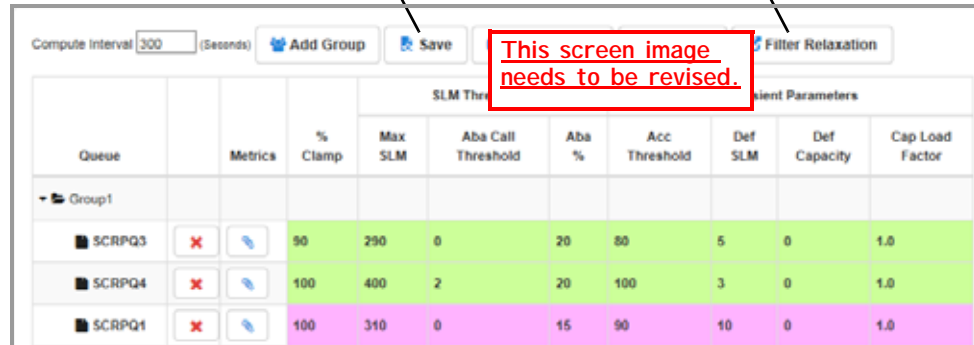 Compute Interval 300 (Seconds) Add Group Save Filter Relaxation
This screen image
needs to be revised.
SLM Thre sient Parameters
Queue Metrics % Clamp Max SLM Aba Call Threshold Aba % Acc Threshold Def SLM Def Capacity Cap Load Factor
Group1
SCRPQ3 90 290 0 20 80 5 0 1.0
SCRPQ4 100 400 2 20 100 3 0 1.0
SCRPQ1 100 310 0 15 90 10 0 1.0